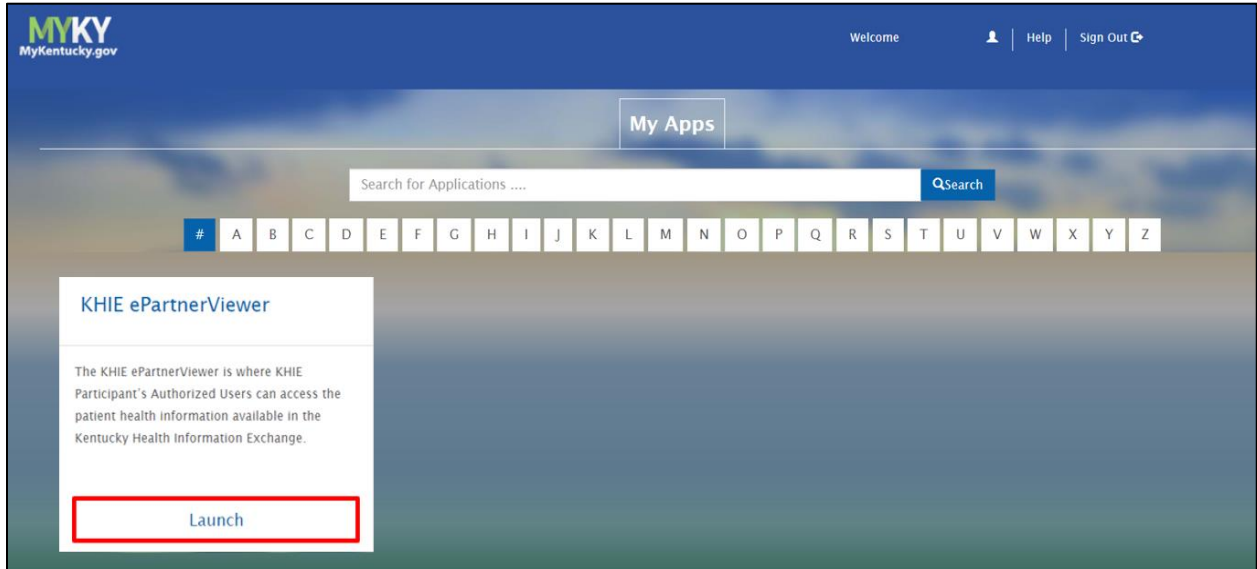 MYKY
MyKentucky.gov
Welcome
Help
Sign Out
My Apps
Search for Applications ....
Search
# A B C D E F G H I J K L M N O P Q R S T U V W X Y Z
KHIE ePartnerViewer
The KHIE ePartnerViewer is where KHIE
Participant's Authorized Users can access the
patient health information available in the
Kentucky Health Information Exchange.
Launch